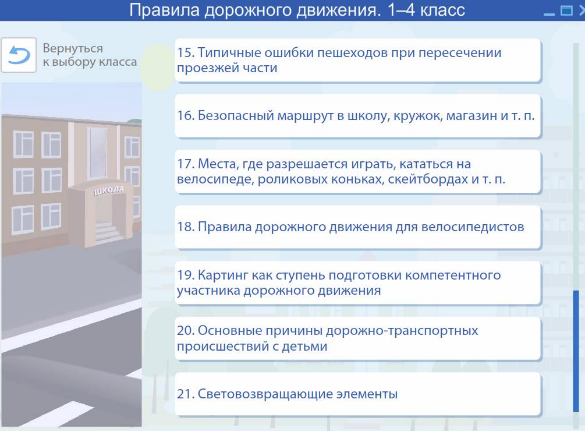 Правила дорожного движения. 1–4 класс
Вернуться
к выбору класса
15. Типичные ошибки пешеходов при пересечении
проезжей части
16. Безопасный маршрут в школу, кружок, магазин и т. п.
17. Места, где разрешается играть, кататься на
велосипеде, роликовых коньках, скейтбордах и т. п.
18. Правила дорожного движения для велосипедистов
19. Картинг как ступень подготовки компетентного
участника дорожного движения
20. Основные причины дорожно-транспортных
происшествий с детьми
21. Световозвращающие элементы
ШКОЛА